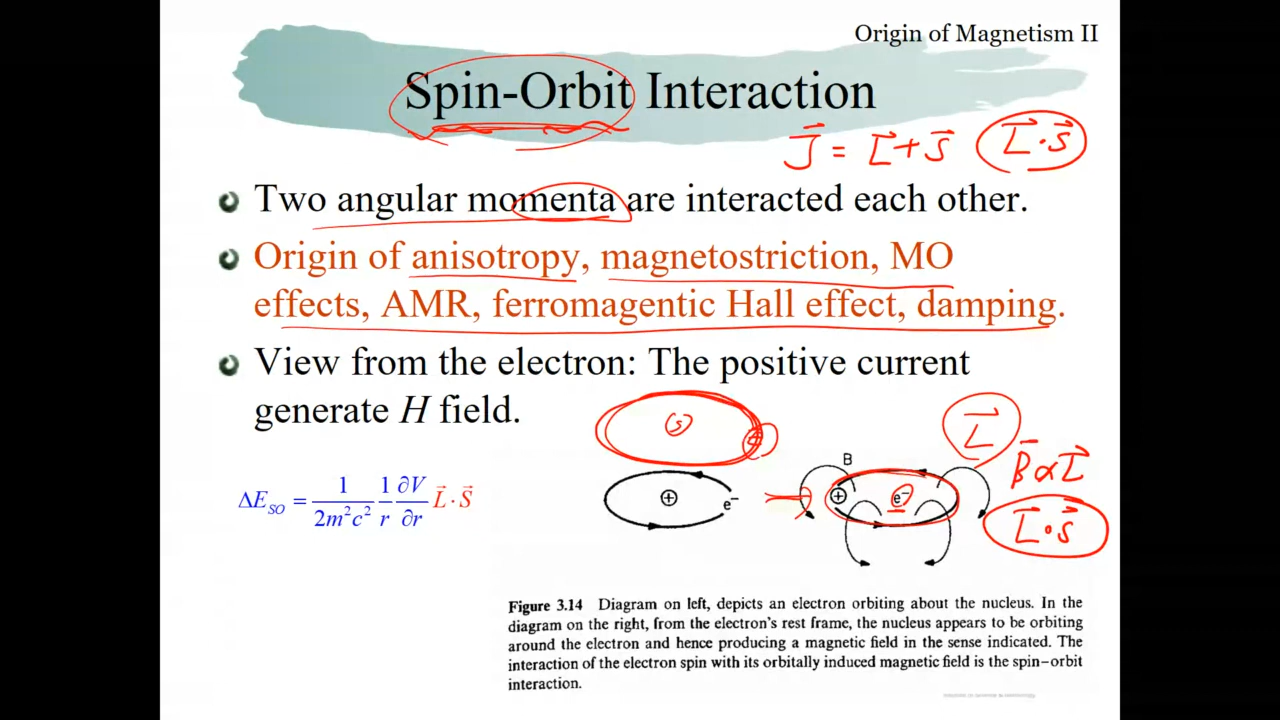 Origin of Magnetism II
Spin-Orbit Interaction
J⃗ = L⃗ + S⃗ L⃗·S⃗
Two angular momenta are interacted each other.
Origin of anisotropy, magnetostriction, MO
effects, AMR, ferromagentic Hall effect, damping.
View from the electron: The positive current
generate H field.
ΔE_SO = 1/(2m²c²) 1/r ∂V/∂r L⃗·S⃗
L⃗
B
B⃗ ∝ L⃗
⊕ e⁻
⊕ e⁻
L⃗·S⃗
Figure 3.14 Diagram on left, depicts an electron orbiting about the nucleus. In the
diagram on the right, from the electron's rest frame, the nucleus appears to be orbiting
around the electron and hence producing a magnetic field in the sense indicated. The
interaction of the electron spin with its orbitally induced magnetic field is the spin–orbit
interaction.